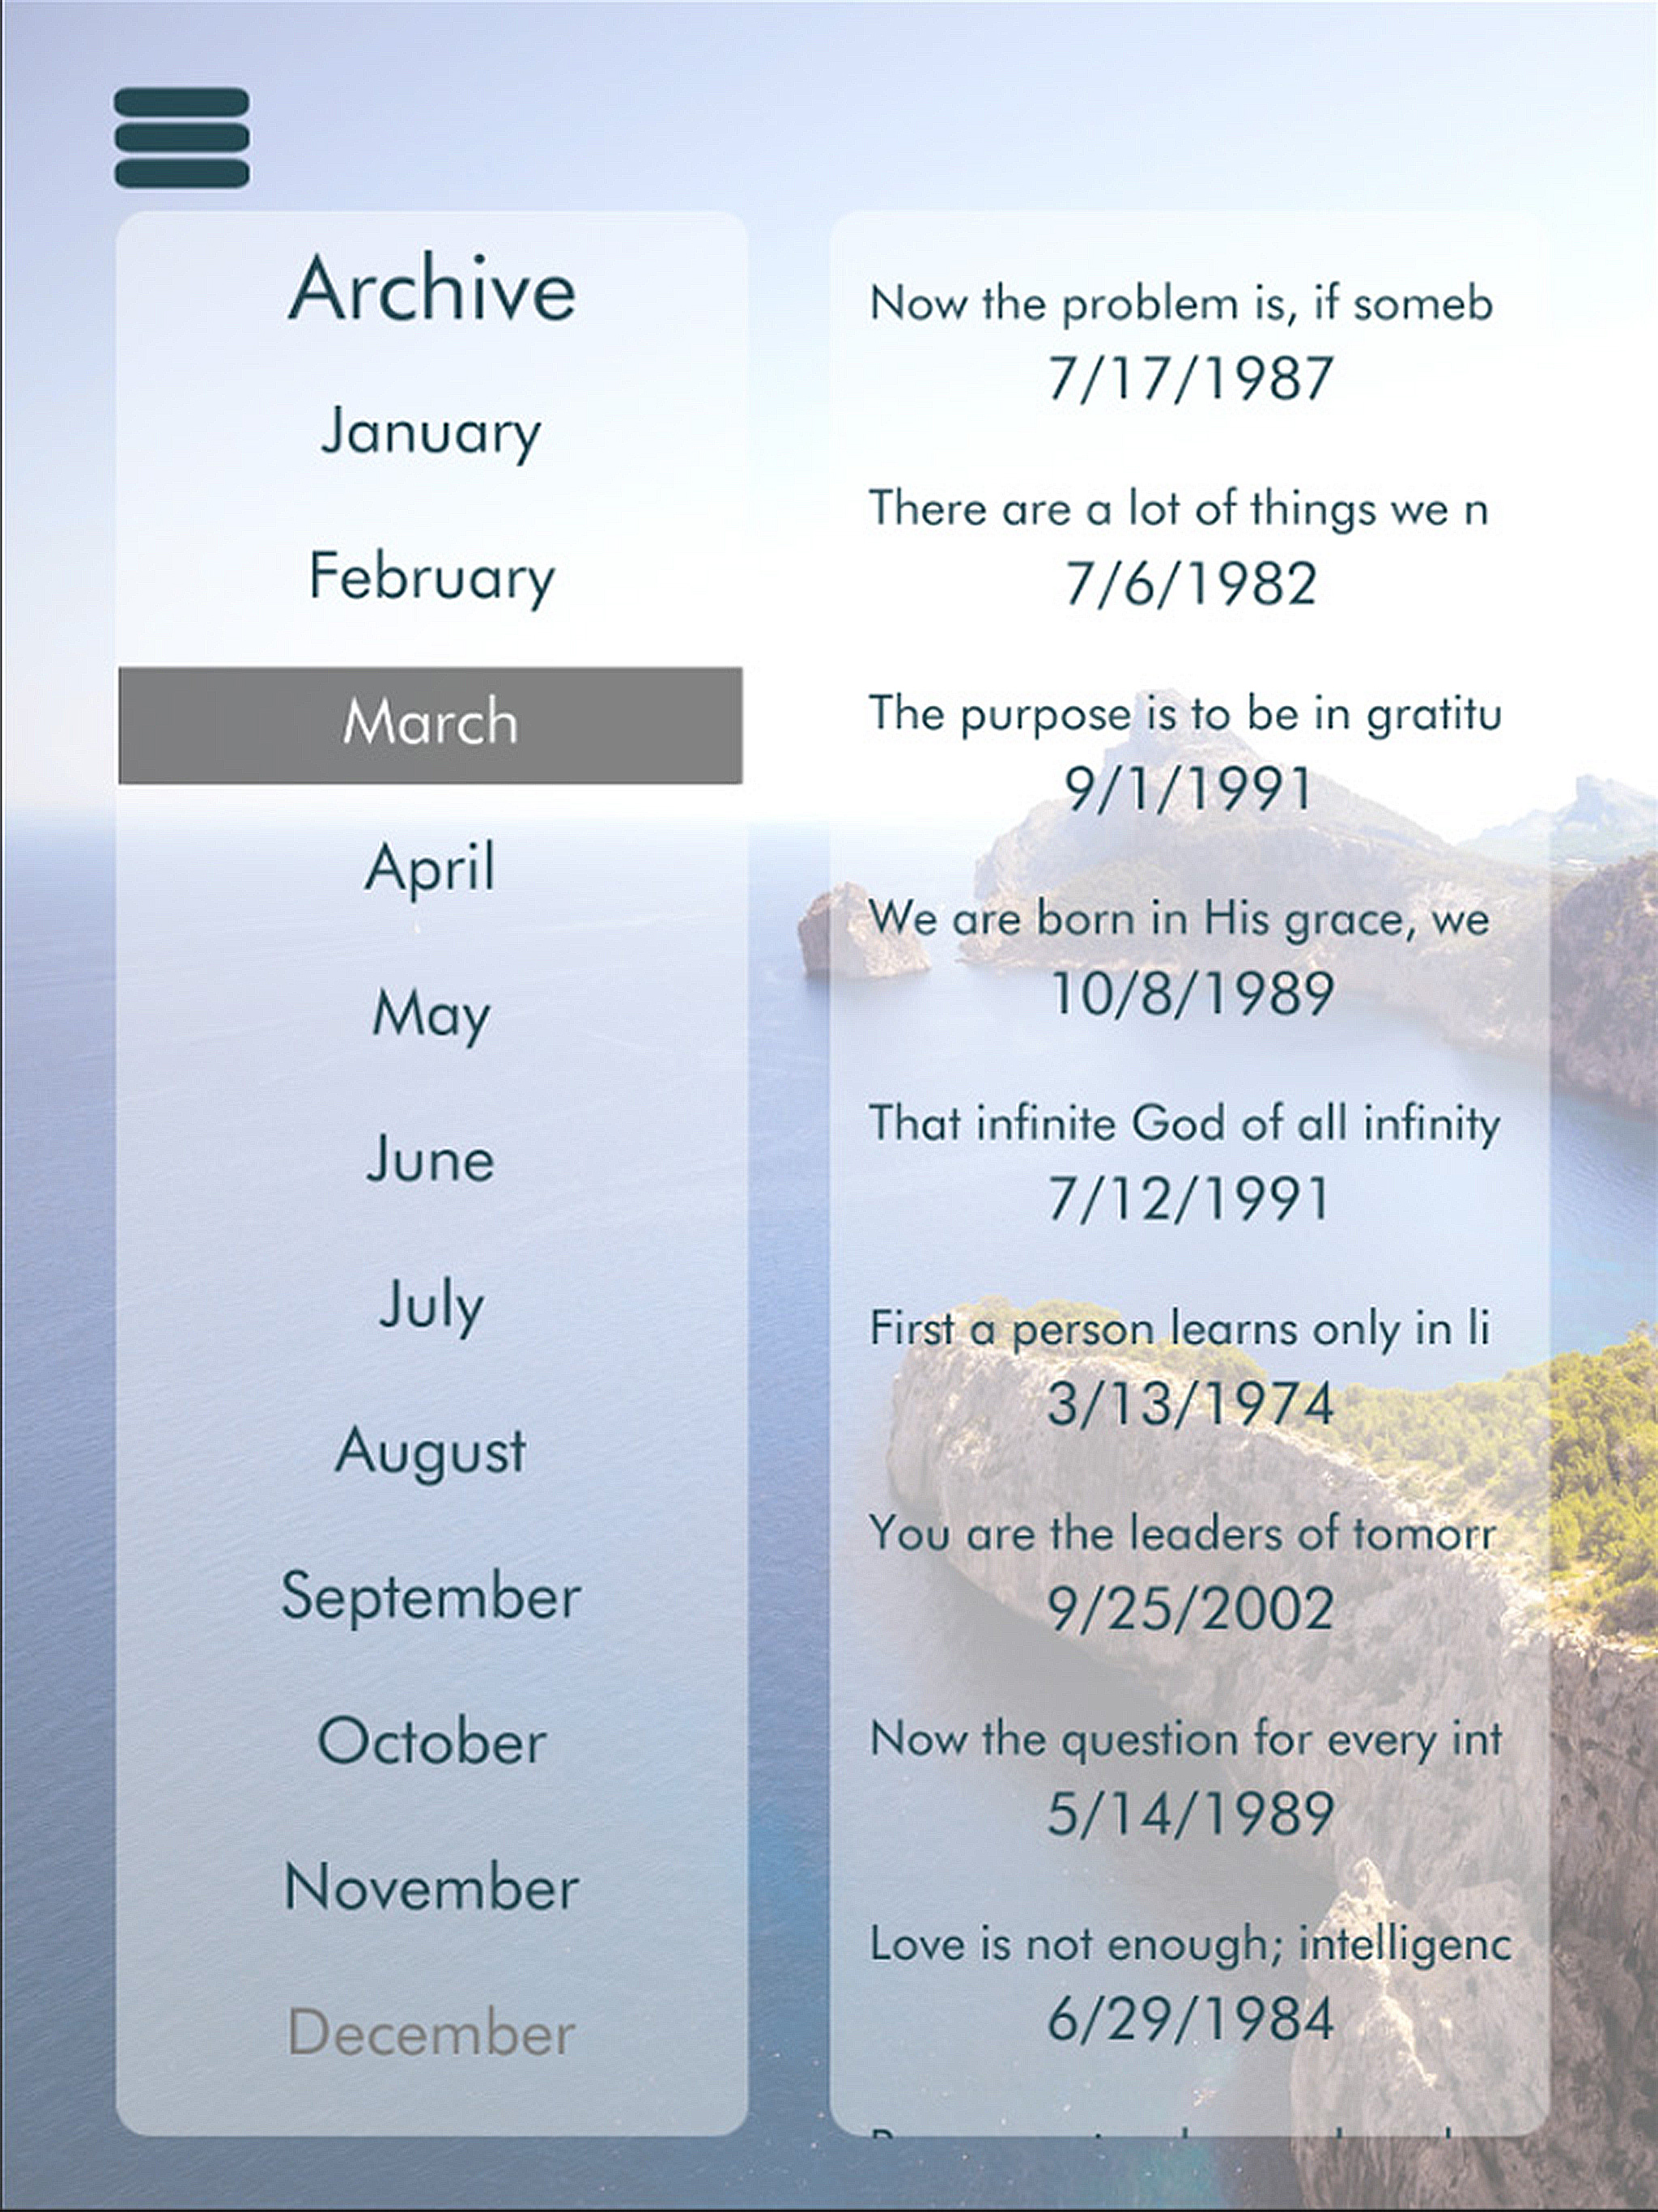 Archive
January
February
March
April
May
June
July
August
September
October
November
December
Now the problem is, if someb
7/17/1987
There are a lot of things we n
7/6/1982
The purpose is to be in gratitu
9/1/1991
We are born in His grace, we
10/8/1989
That infinite God of all infinity
7/12/1991
First a person learns only in li
3/13/1974
You are the leaders of tomorr
9/25/2002
Now the question for every int
5/14/1989
Love is not enough; intelligenc
6/29/1984